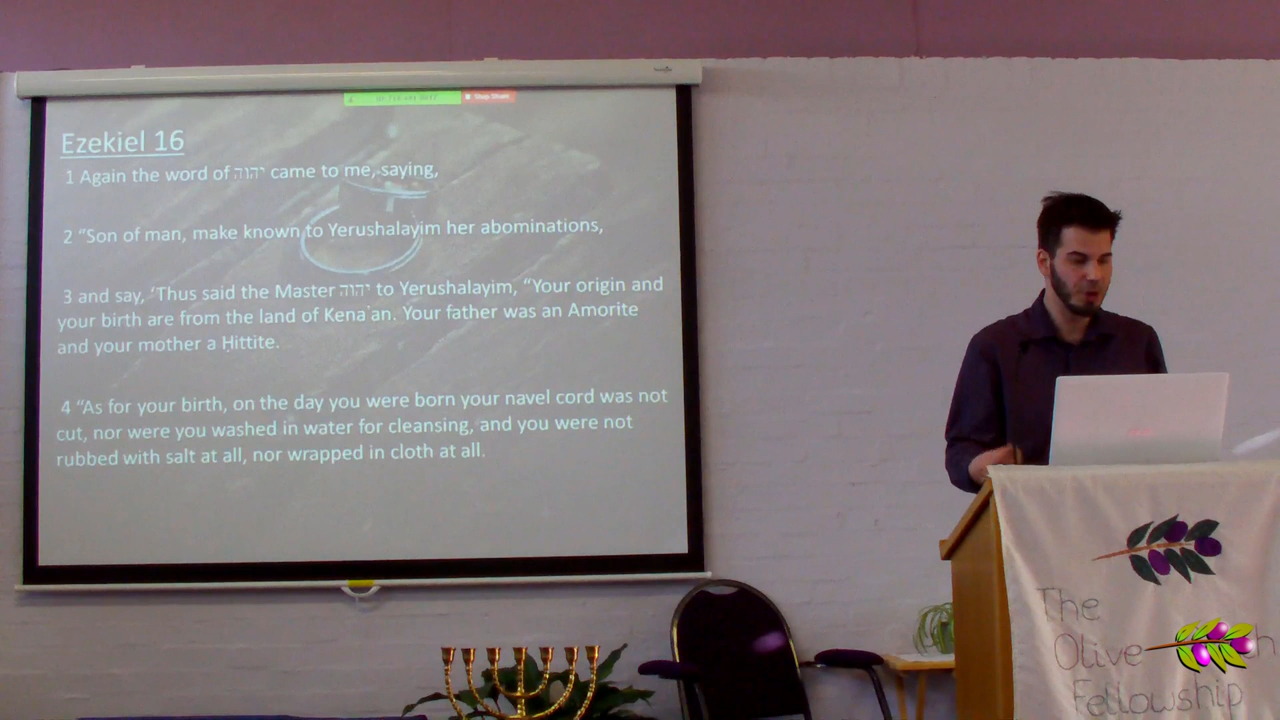 Stop Share
Ezekiel 16
1 Again the word of יהוה came to me, saying,
2 “Son of man, make known to Yerushalayim her abominations,
3 and say, ‘Thus said the Master יהוה to Yerushalayim, “Your origin and
your birth are from the land of Kenaʽan. Your father was an Amorite
and your mother a Ḥittite.
4 “As for your birth, on the day you were born your navel cord was not
cut, nor were you washed in water for cleansing, and you were not
rubbed with salt at all, nor wrapped in cloth at all.
The
Olive
Fellowship